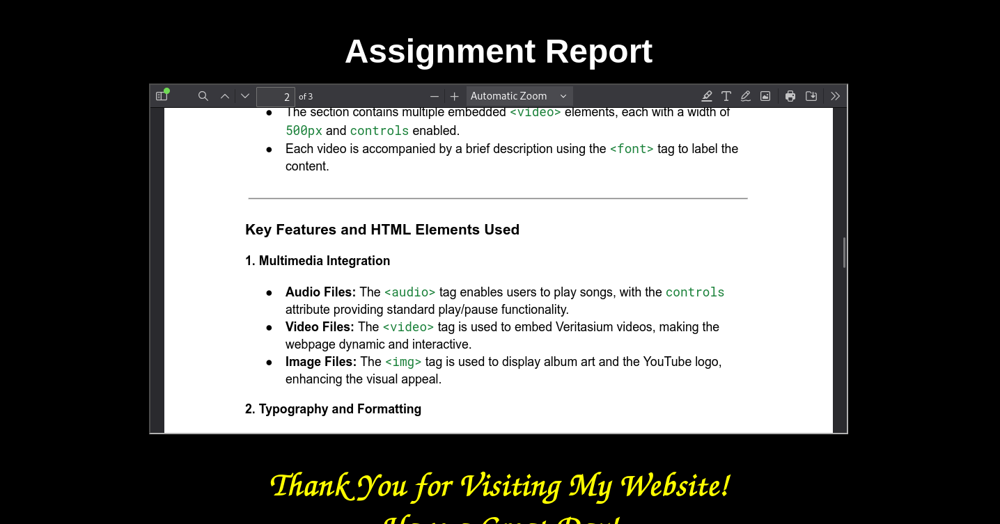 Assignment Report
2 of 3 Automatic Zoom
● The section contains multiple embedded <video> elements, each with a width of
500px and controls enabled.
● Each video is accompanied by a brief description using the <font> tag to label the
content.
Key Features and HTML Elements Used
1. Multimedia Integration
● Audio Files: The <audio> tag enables users to play songs, with the controls
attribute providing standard play/pause functionality.
● Video Files: The <video> tag is used to embed Veritasium videos, making the
webpage dynamic and interactive.
● Image Files: The <img> tag is used to display album art and the YouTube logo,
enhancing the visual appeal.
2. Typography and Formatting
Thank You for Visiting My Website!
Have a Great Day!